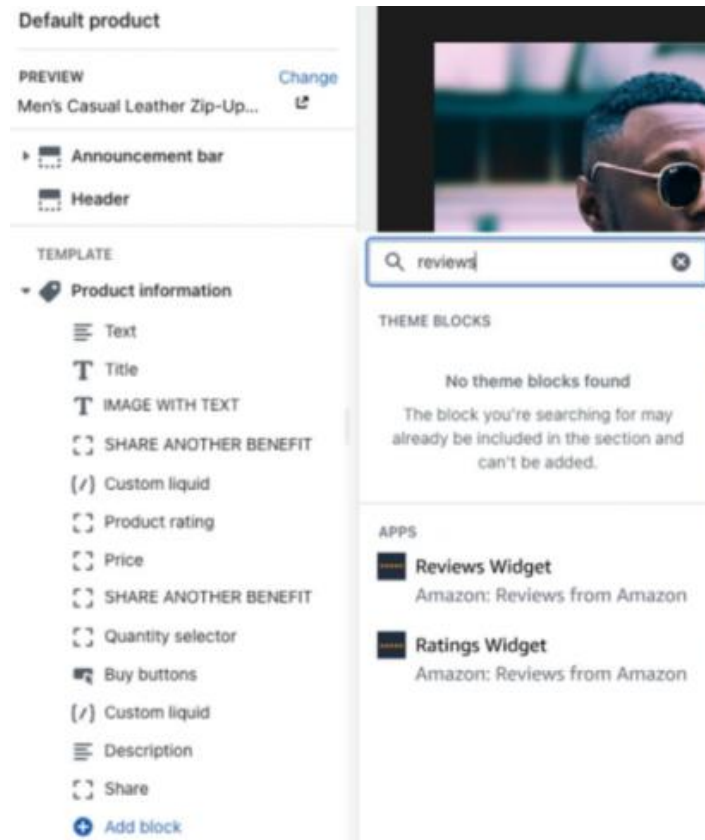 Default product
PREVIEW
Change
Men's Casual Leather Zip-Up...
Announcement bar
Header
TEMPLATE
Product information
Text
Title
IMAGE WITH TEXT
SHARE ANOTHER BENEFIT
Custom liquid
Product rating
Price
SHARE ANOTHER BENEFIT
Quantity selector
Buy buttons
Custom liquid
Description
Share
Add block
reviews
THEME BLOCKS
No theme blocks found
The block you're searching for may
already be included in the section and
can't be added.
APPS
Reviews Widget
Amazon: Reviews from Amazon
Ratings Widget
Amazon: Reviews from Amazon